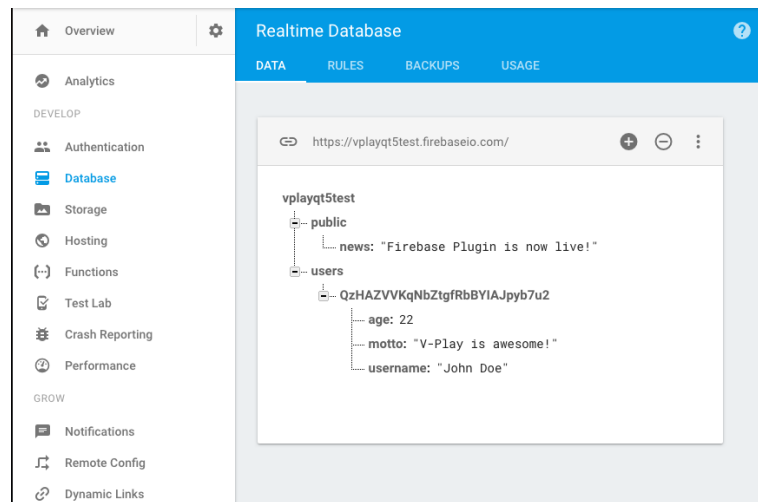 Overview
Analytics
DEVELOP
Authentication
Database
Storage
Hosting
Functions
Test Lab
Crash Reporting
Performance
GROW
Notifications
Remote Config
Dynamic Links
Realtime Database
DATA RULES BACKUPS USAGE
https://vplayqt5test.firebaseio.com/
vplayqt5test
public
news: "Firebase Plugin is now live!"
users
QzHAZVVKqNbZtgfRbBYIAJpyb7u2
age: 22
motto: "V-Play is awesome!"
username: "John Doe"